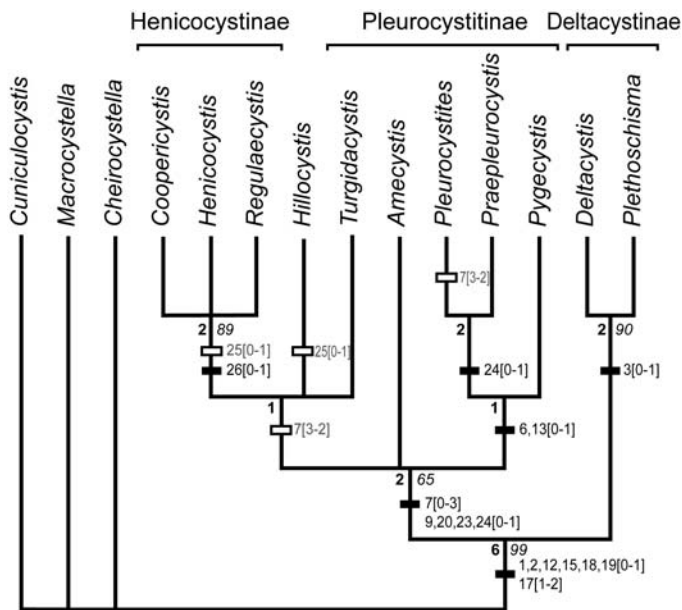 Henicocystinae Pleurocystitinae Deltacystinae
Cuniculocystis
Macrocystella
Cheirocystella
Coopericystis
Henicocystis
Regulaecystis
Hillocystis
Turgidacystis
Amecystis
Pleurocystites
Praepleurocystis
Pygecystis
Deltacystis
Plethoschisma
7[3-2]
2 89 2 2 90
25[0-1] 25[0-1]
26[0-1] 24[0-1] 3[0-1]
1 1
7[3-2] 6,13[0-1]
2 65
7[0-3]
9,20,23,24[0-1]
6 99
1,2,12,15,18,19[0-1]
17[1-2]